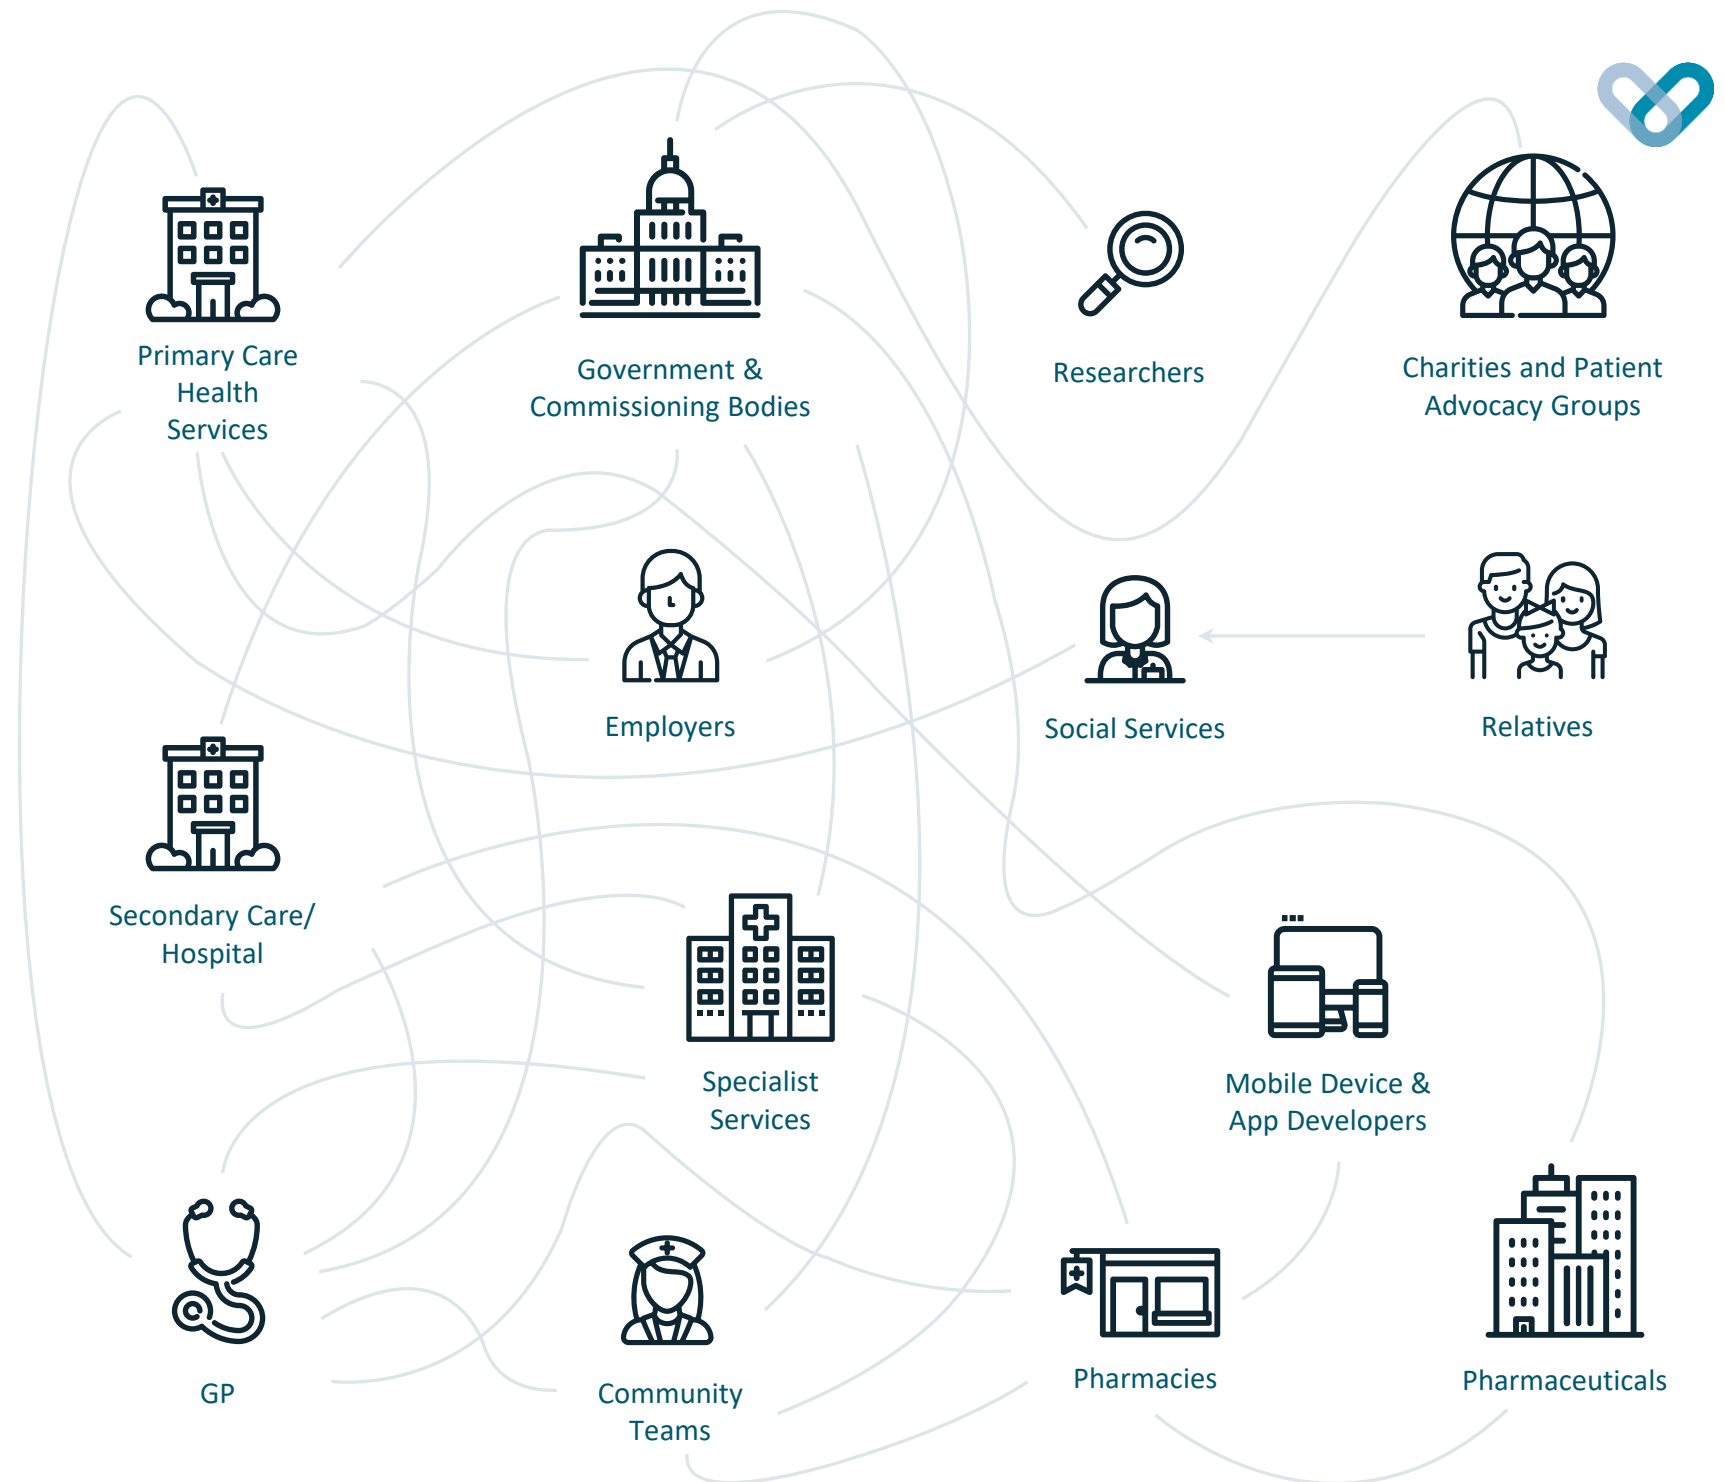 Primary Care
Health
Services
Government &
Commissioning Bodies
Researchers
Charities and Patient
Advocacy Groups
Employers
Social Services
Relatives
Secondary Care/
Hospital
Specialist
Services
Mobile Device &
App Developers
GP
Community
Teams
Pharmacies
Pharmaceuticals